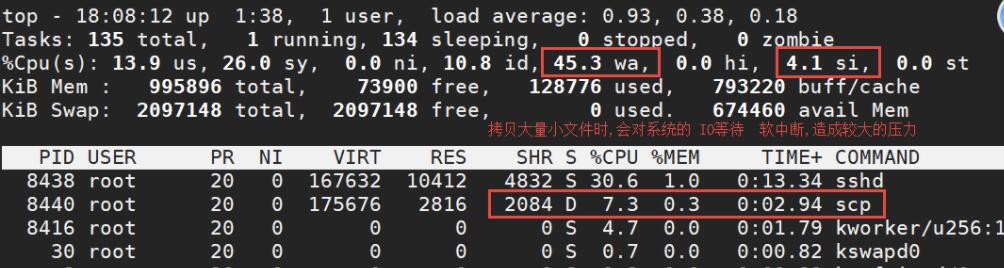 top - 18:08:12 up  1:38,  1 user,  load average: 0.93, 0.38, 0.18
Tasks: 135 total,   1 running, 134 sleeping,   0 stopped,   0 zombie
%Cpu(s): 13.9 us, 26.0 sy,  0.0 ni, 10.8 id, 45.3 wa,  0.0 hi,  4.1 si,  0.0 st
KiB Mem :   995896 total,    73900 free,   128776 used,   793220 buff/cache
KiB Swap:  2097148 total,  2097148 free,        0 used.   674460 avail Mem
拷贝大量小文件时,会对系统的 IO等待 软中断,造成较大的压力
PID USER      PR  NI    VIRT    RES    SHR S %CPU %MEM     TIME+ COMMAND
8438 root      20   0  167632  10412   4832 S 30.6  1.0   0:13.34 sshd
8440 root      20   0  175676   2816   2084 D  7.3  0.3   0:02.94 scp
8416 root      20   0       0      0      0 S  4.7  0.0   0:01.79 kworker/u256:1
30 root      20   0       0      0      0 S  0.7  0.0   0:00.82 kswapd0